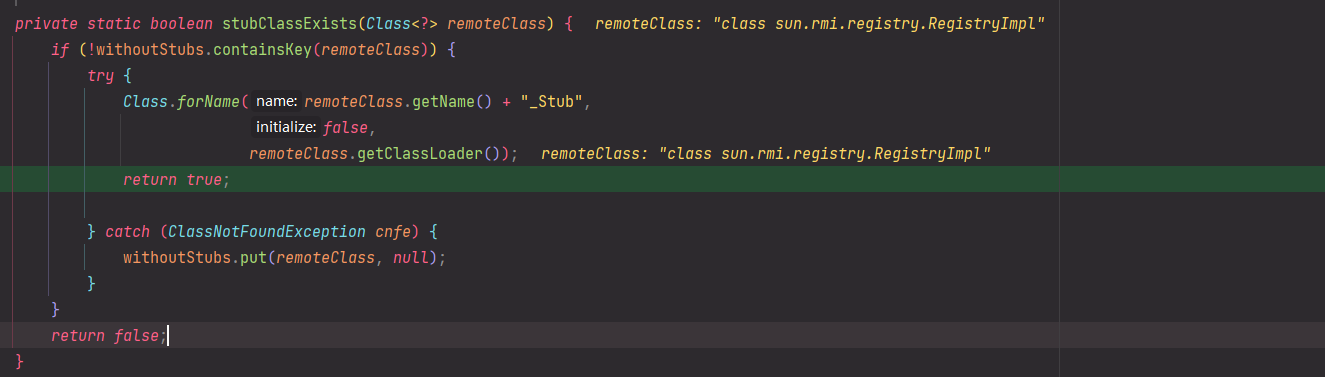 private static boolean stubClassExists(Class<?> remoteClass) {   remoteClass: "class sun.rmi.registry.RegistryImpl"
    if (!withoutStubs.containsKey(remoteClass)) {
        try {
            Class.forName( name: remoteClass.getName() + "_Stub",
                          initialize: false,
                          remoteClass.getClassLoader());   remoteClass: "class sun.rmi.registry.RegistryImpl"
            return true;
        } catch (ClassNotFoundException cnfe) {
            withoutStubs.put(remoteClass, null);
        }
    }
    return false;
}